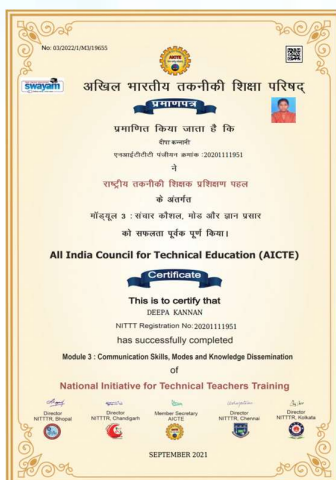 No: 03/2022/1/M3/19655
AICTE
swayam
अखिल भारतीय तकनीकी शिक्षा परिषद्
प्रमाणपत्र
प्रमाणित किया जाता है कि
दीपा कन्नानी
एनआईटीटीटी पंजीयन क्रमांक :20201111951
ने
राष्ट्रीय तकनीकी शिक्षक प्रशिक्षण पहल
के अंतर्गत
मॉड्यूल 3 : संचार कौशल, मोड और ज्ञान प्रसार
को सफलता पूर्वक पूर्ण किया।
All India Council for Technical Education (AICTE)
Certificate
This is to certify that
DEEPA KANNAN
NITTT Registration No: 20201111951
has successfully completed
Module 3 : Communication Skills, Modes and Knowledge Dissemination
of
National Initiative for Technical Teachers Training
Director Director Member Secretary Director Director
NITTTR, Bhopal NITTTR, Chandigarh AICTE NITTTR, Chennai NITTTR, Kolkata
SEPTEMBER 2021